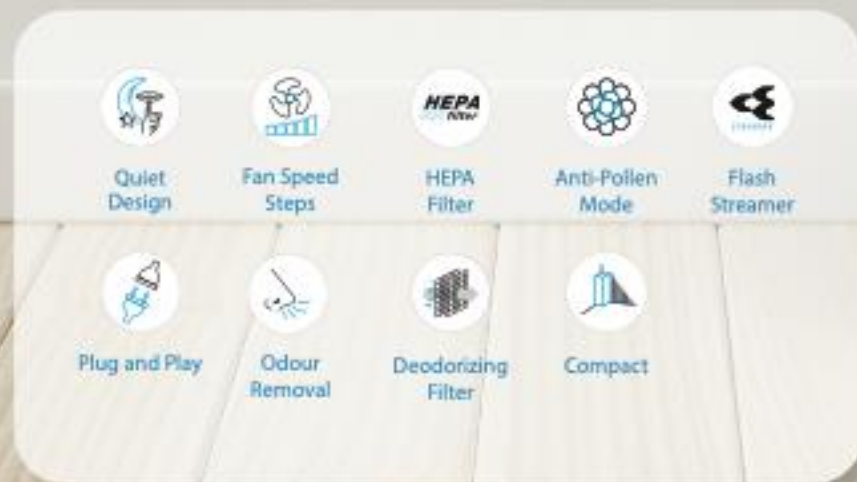 HEPA
filter
Quiet
Design
Fan Speed
Steps
HEPA
Filter
Anti-Pollen
Mode
Flash
Streamer
Plug and Play
Odour
Removal
Deodorizing
Filter
Compact